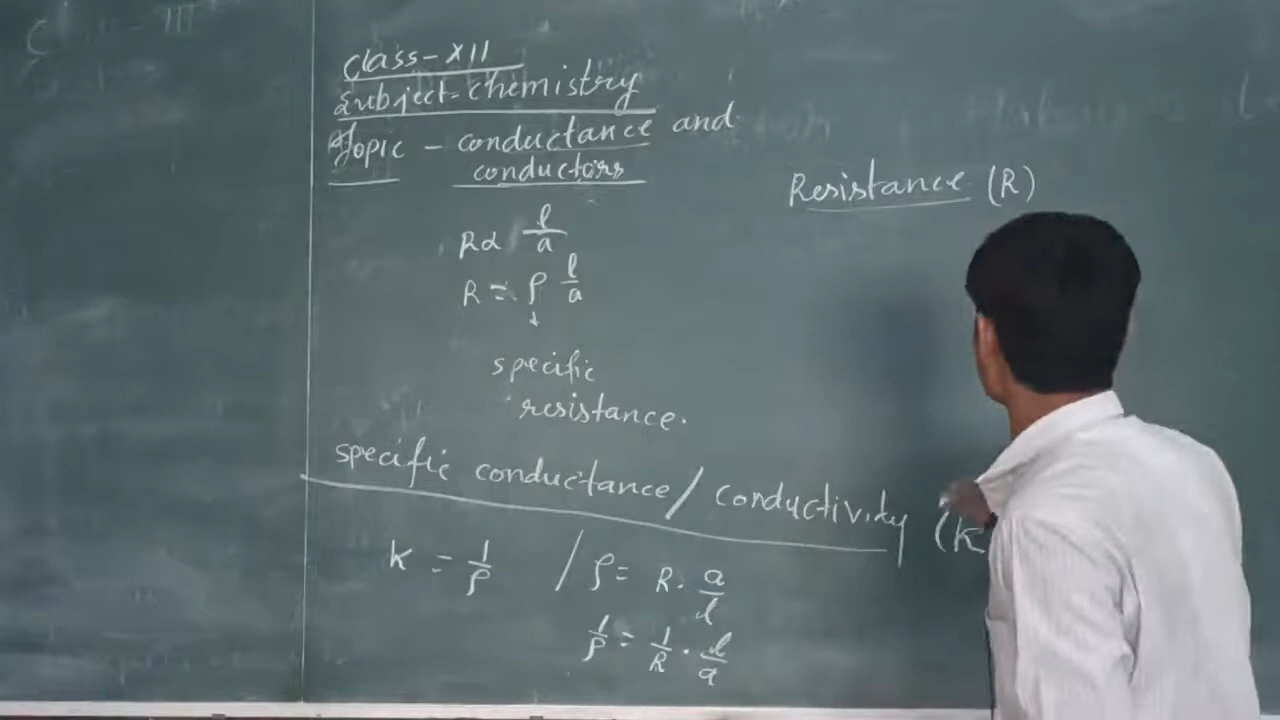 Class-XII
Subject-Chemistry
Topic - conductance and
conductors
R∝ l/a
R = ρ l/a
↓
specific
resistance.
specific conductance / conductivity (K
K = 1/ρ / ρ = R. a/l
1/ρ = 1/R . l/a
Resistance (R)